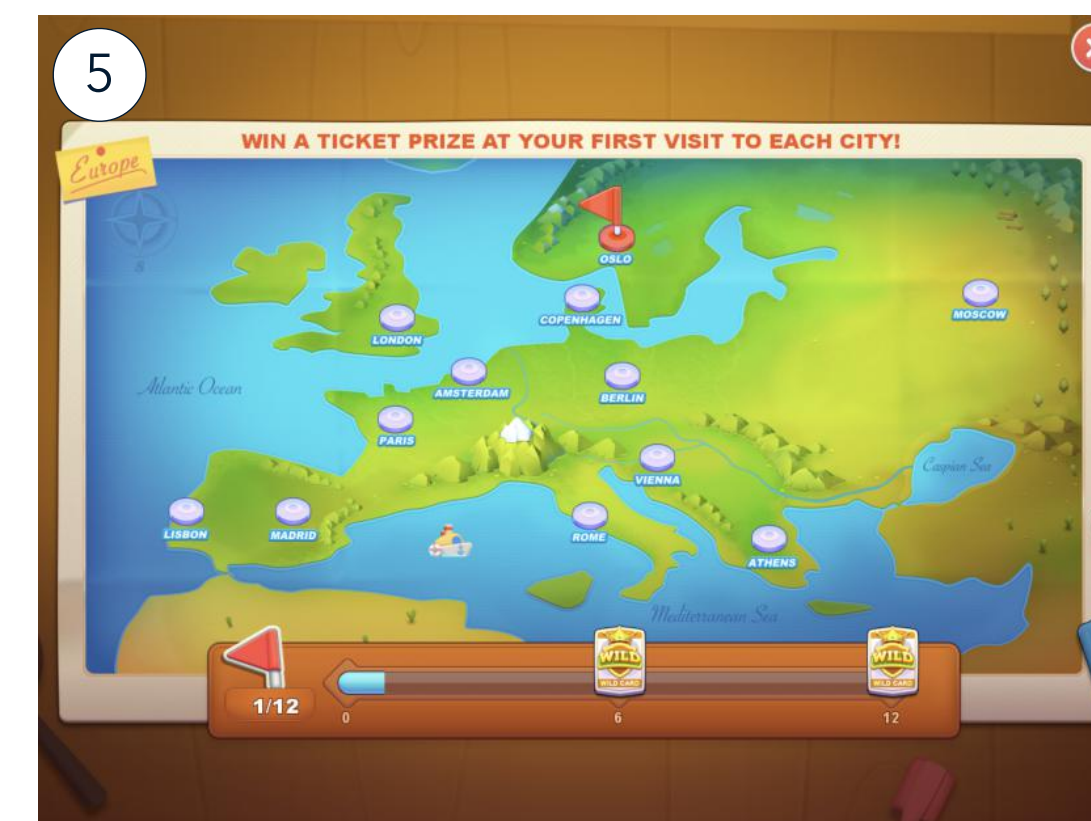 5
WIN A TICKET PRIZE AT YOUR FIRST VISIT TO EACH CITY!
Europe
S
OSLO
MOSCOW
COPENHAGEN
LONDON
Atlantic Ocean
AMSTERDAM
BERLIN
PARIS
Caspian Sea
VIENNA
LISBON
MADRID
ROME
ATHENS
Mediterranean Sea
WILD
WILD CARD
WILD
WILD CARD
1/12
0
6
12